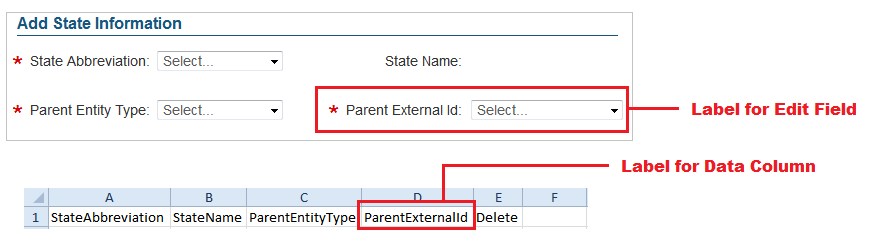 Add State Information
* State Abbreviation: Select... State Name:
* Parent Entity Type: Select... * Parent External Id: Select... Label for Edit Field
Label for Data Column
A B C D E F
1 StateAbbreviation StateName ParentEntityType ParentExternalId Delete